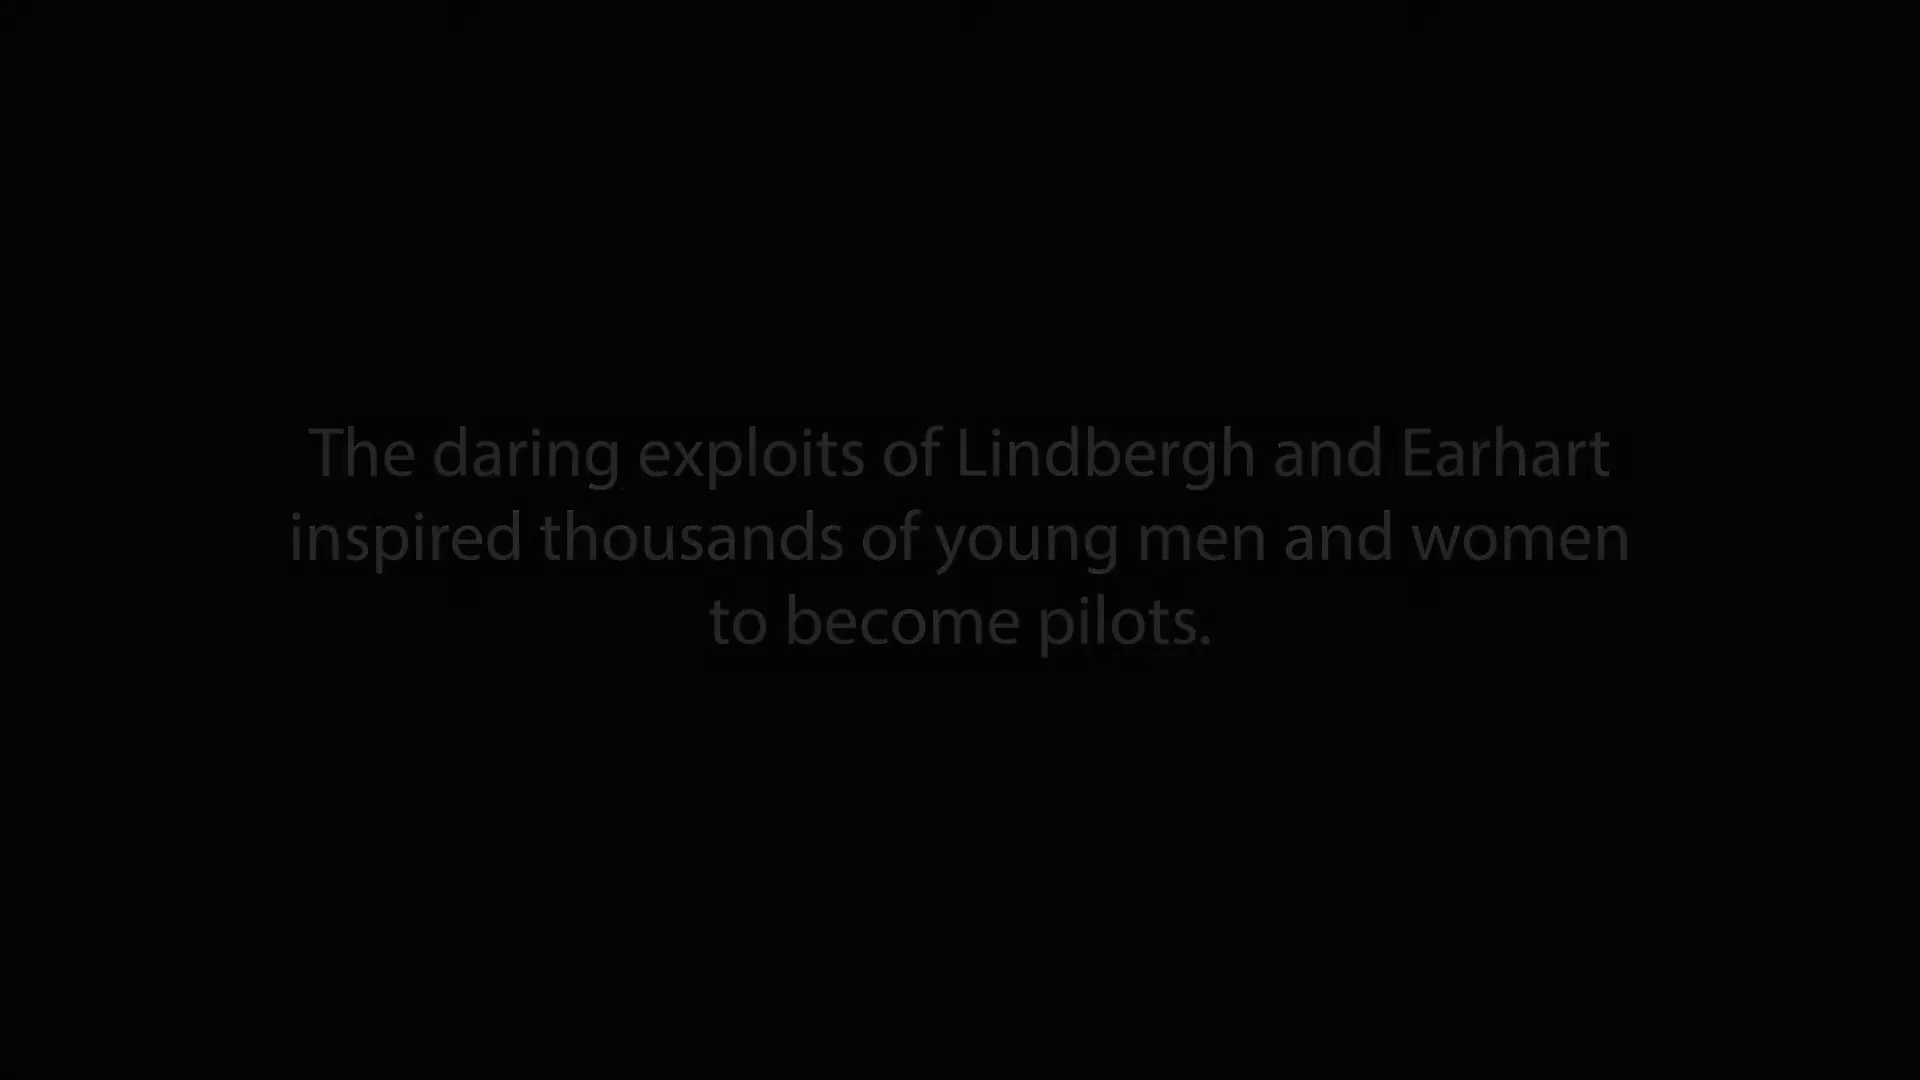 The daring exploits of Lindbergh and Earhart
inspired thousands of young men and women
to become pilots.